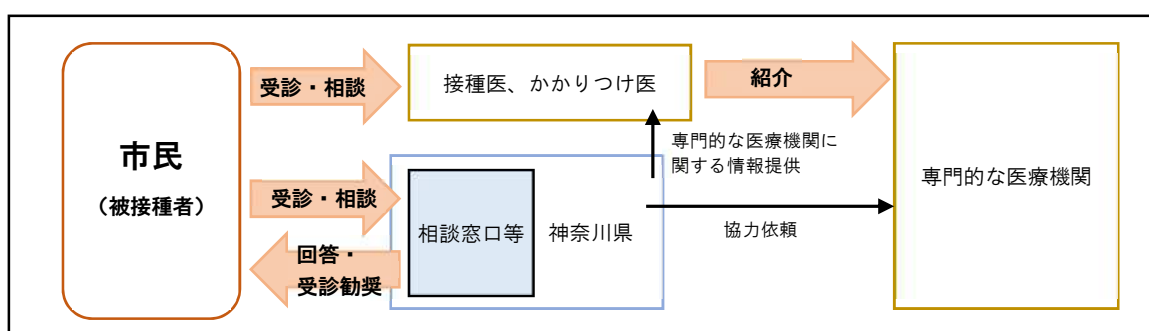 市民
（被接種者）
受診・相談
接種医、かかりつけ医
紹介
専門的な医療機関に
関する情報提供
専門的な医療機関
受診・相談
相談窓口等
神奈川県
協力依頼
回答・
受診勧奨